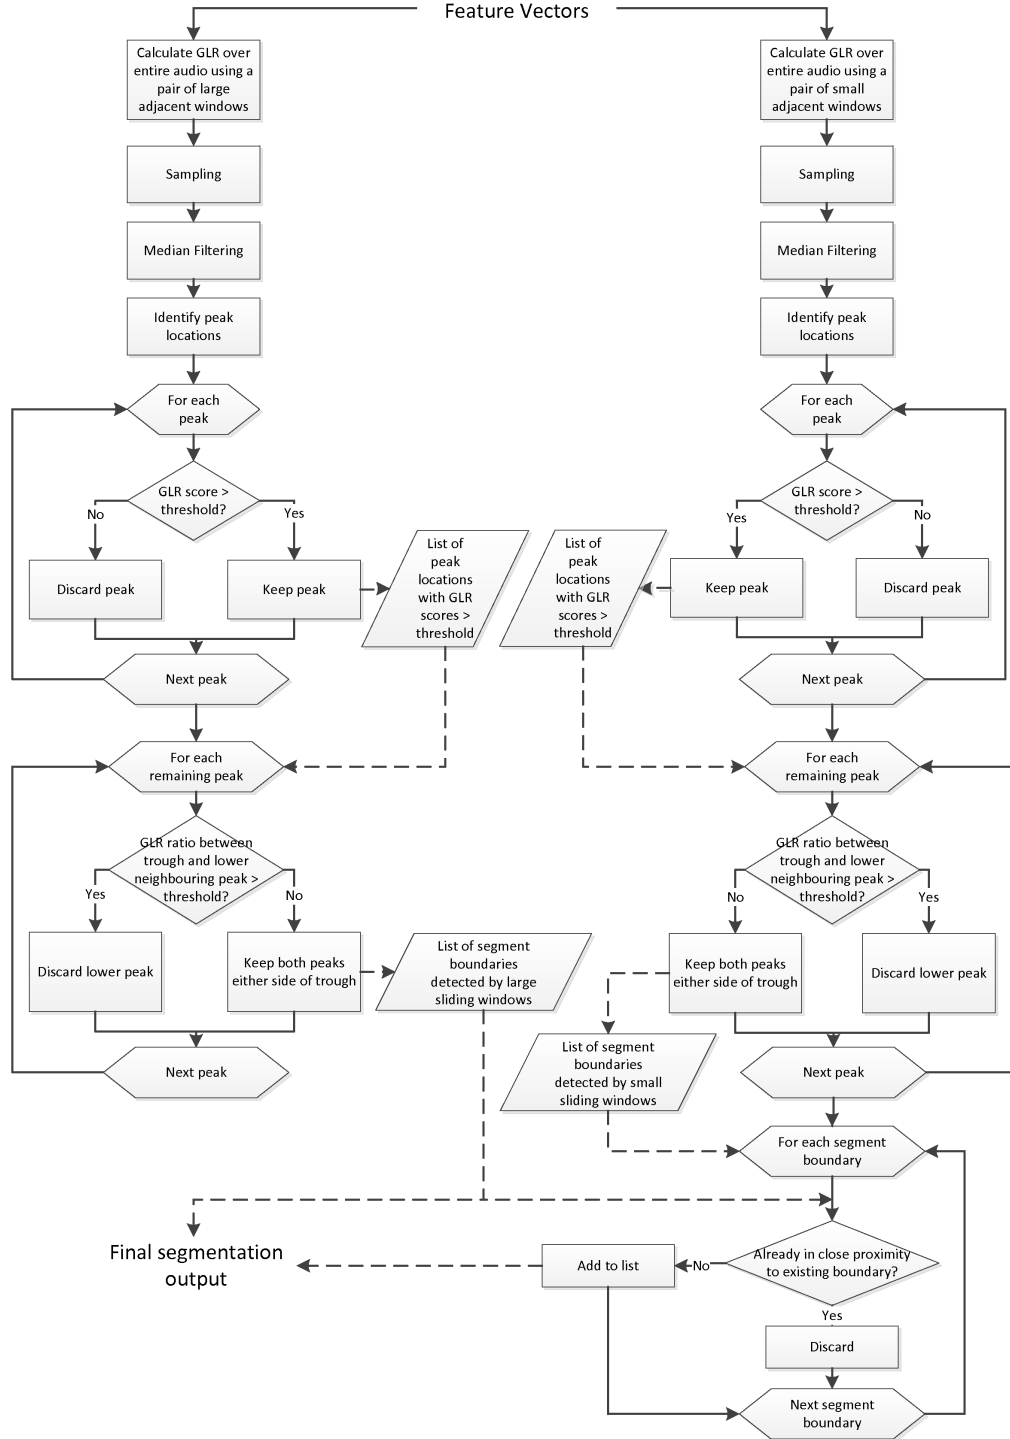 Feature Vectors
Calculate GLR over
entire audio using a
pair of large
adjacent windows
Sampling
Median Filtering
Identify peak
locations
For each
peak
GLR score >
threshold?
No
Yes
Discard peak
Keep peak
List of
peak
locations
with GLR
scores >
threshold
Next peak
For each
remaining peak
GLR ratio between
trough and lower
neighbouring peak >
threshold?
Yes
No
Discard lower peak
Keep both peaks
either side of trough
List of segment
boundaries
detected by large
sliding windows
Next peak
Calculate GLR over
entire audio using a
pair of small
adjacent windows
Sampling
Median Filtering
Identify peak
locations
For each
peak
GLR score >
threshold?
Yes
No
Keep peak
Discard peak
List of
peak
locations
with GLR
scores >
threshold
Next peak
For each
remaining peak
GLR ratio between
trough and lower
neighbouring peak >
threshold?
No
Yes
Keep both peaks
either side of trough
Discard lower peak
List of segment
boundaries
detected by small
sliding windows
Next peak
For each segment
boundary
Already in close proximity
to existing boundary?
No
Add to list
Final segmentation
output
Yes
Discard
Next segment
boundary